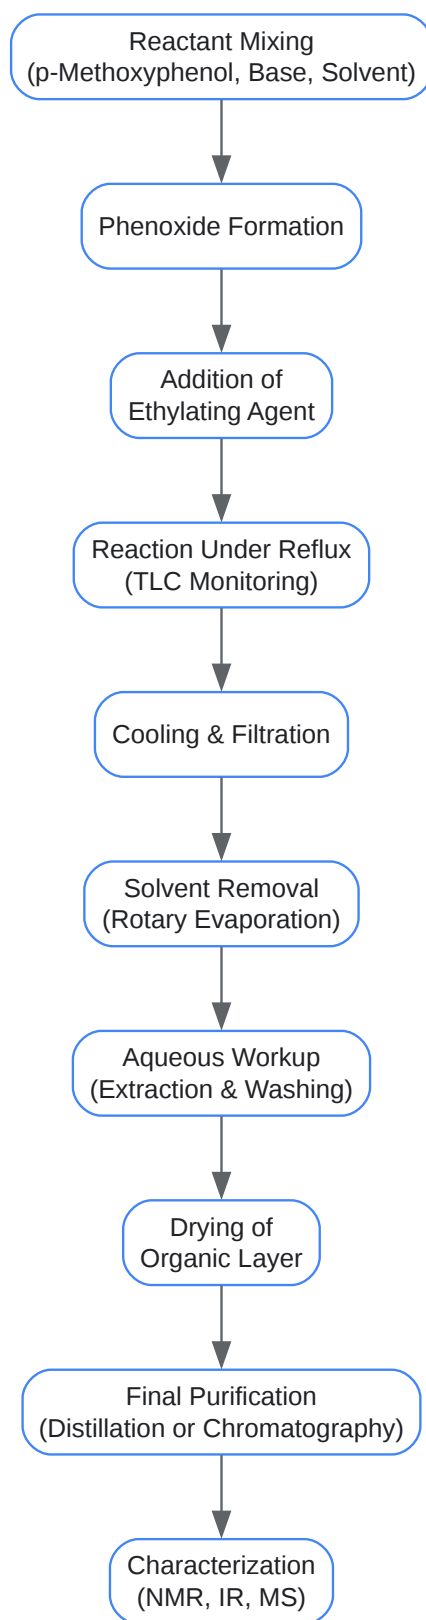 Reactant Mixing
(p-Methoxyphenol, Base, Solvent)
Phenoxide Formation
Addition of
Ethylating Agent
Reaction Under Reflux
(TLC Monitoring)
Cooling & Filtration
Solvent Removal
(Rotary Evaporation)
Aqueous Workup
(Extraction & Washing)
Drying of
Organic Layer
Final Purification
(Distillation or Chromatography)
Characterization
(NMR, IR, MS)